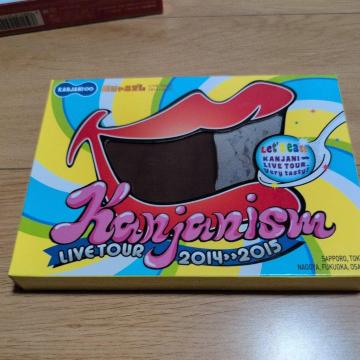 KANJANI∞
Let's eat
KANJANI∞
LIVE TOUR.
Very tasty!
Kanjanism
LIVE TOUR 2014>>2015
SAPPORO, TOK
NAGOYA, FUKUOKA, OSA